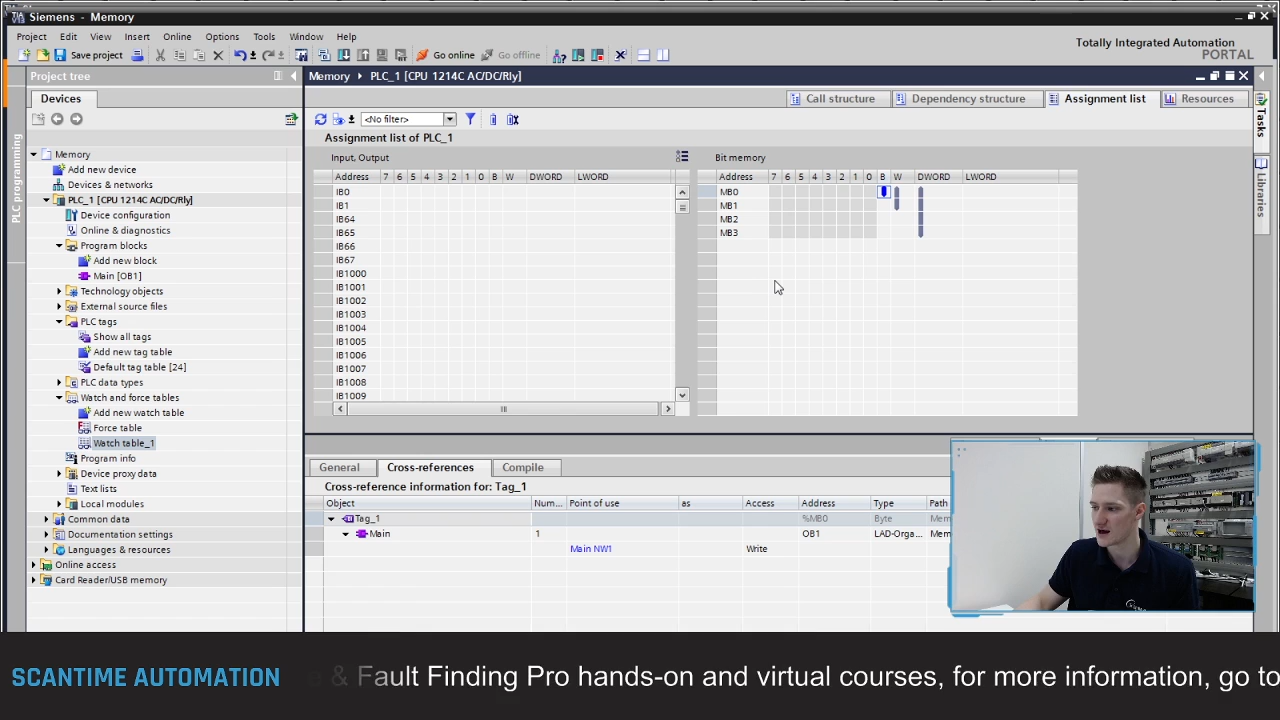 Siemens - Memory
Project Edit View Insert Online Options Tools Window Help
Totally Integrated Automation
PORTAL
Save project Go online Go offline
Project tree
Memory PLC_1 [CPU 1214C AC/DC/Rly]
Devices
Call structure Dependency structure Assignment list Resources
<No filter>
Assignment list of PLC_1
Input, Output
Address 7 6 5 4 3 2 1 0 B W DWORD LWORD
IB0
IB1
IB64
IB65
IB66
IB67
IB1000
IB1001
IB1002
IB1003
IB1004
IB1005
IB1006
IB1007
IB1008
IB1009
Bit memory
Address 7 6 5 4 3 2 1 0 B W DWORD LWORD
MB0
MB1
MB2
MB3
PLC programming
Memory
Add new device
Devices & networks
PLC_1 [CPU 1214C AC/DC/Rly]
Device configuration
Online & diagnostics
Program blocks
Add new block
Main [OB1]
Technology objects
External source files
PLC tags
Show all tags
Add new tag table
Default tag table [24]
PLC data types
Watch and force tables
Add new watch table
Force table
Watch table_1
Program info
Device proxy data
Text lists
Local modules
Common data
Documentation settings
Languages & resources
Online access
Card Reader/USB memory
Tasks
Libraries
General Cross-references Compile
Cross-reference information for: Tag_1
Object Num... Point of use as Access Address Type Path
Tag_1 %MB0 Byte Mem
Main 1 OB1 LAD-Orga... Mem
Main NW1 Write
SCANTIME AUTOMATION
& Fault Finding Pro hands-on and virtual courses, for more information, go to